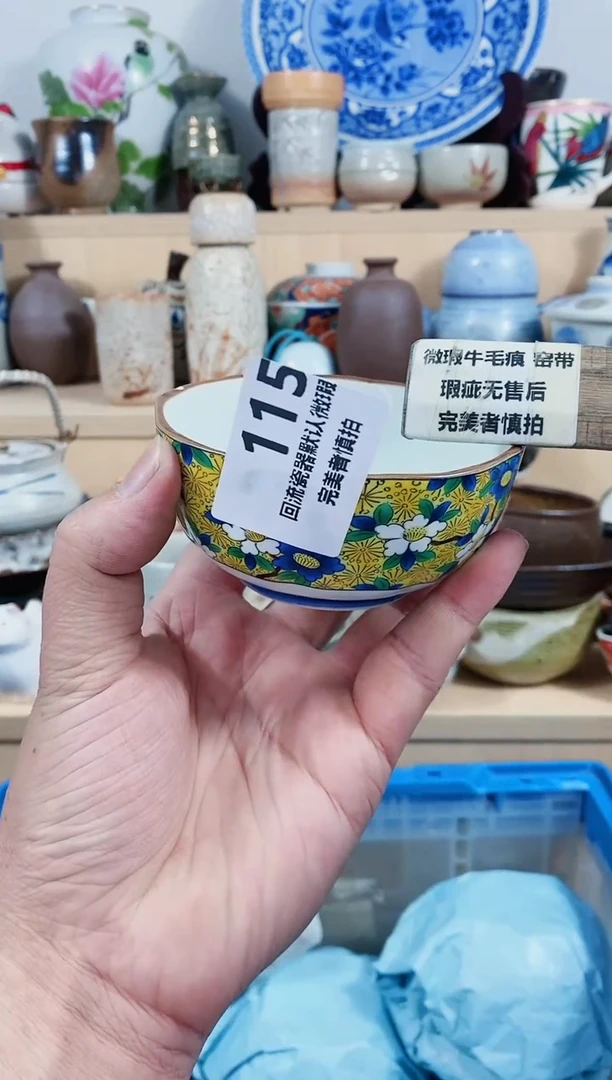 115
回流瓷器默认微瑕
完美者慎拍
微瑕牛毛痕 窑带
瑕疵无售后
完美者慎拍